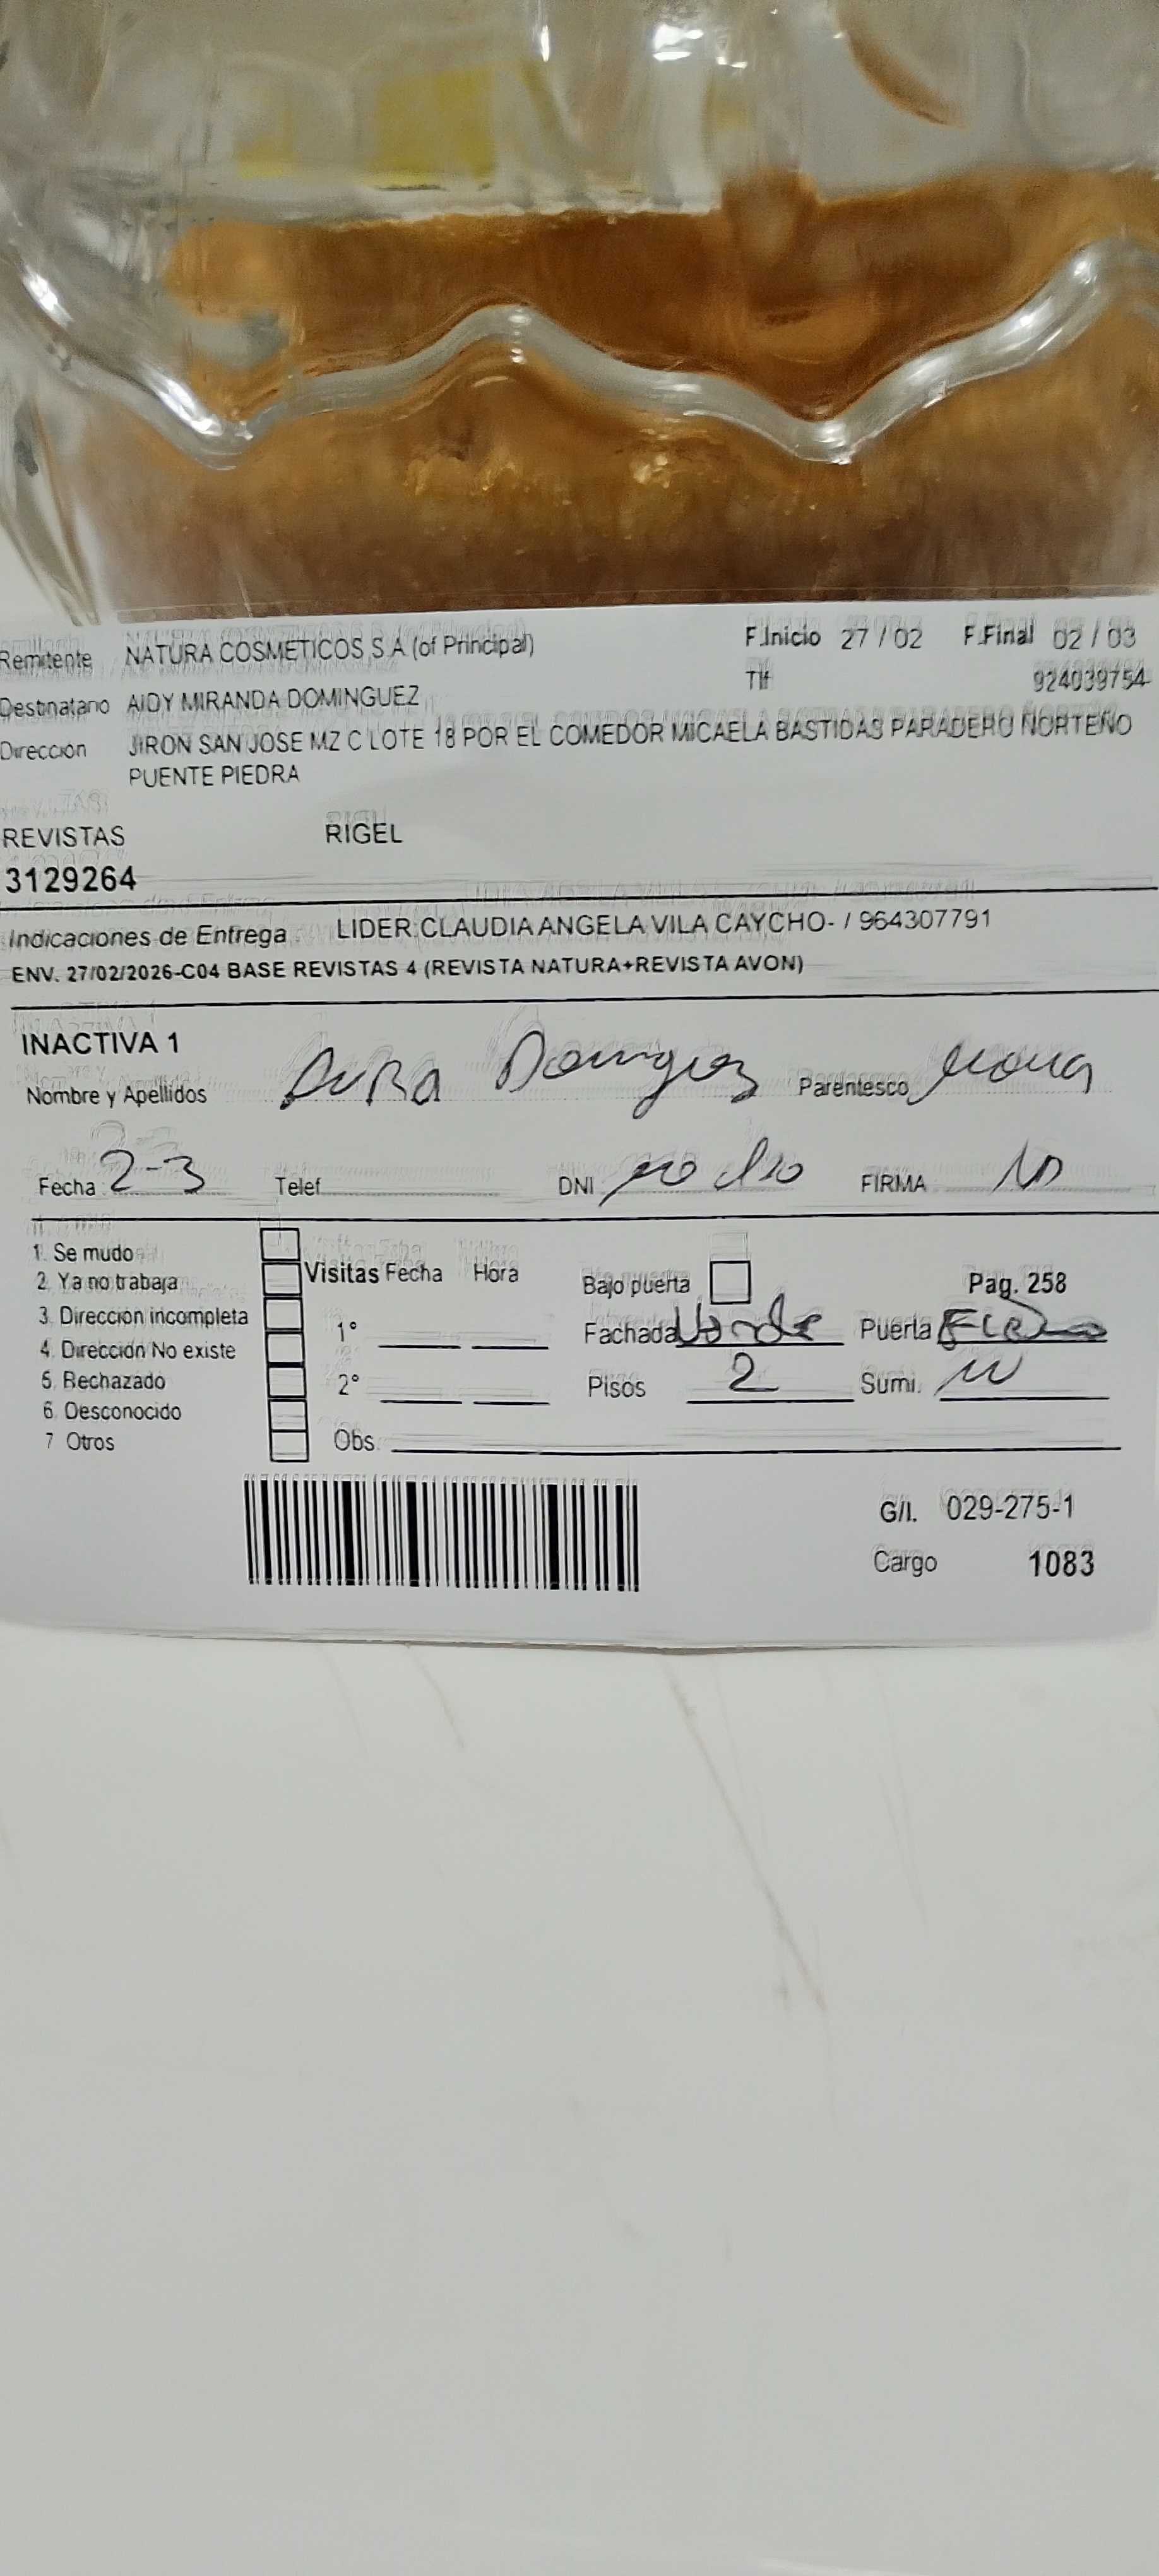 Remitente NATURA COSMETICOS S.A (of Principal) F.Inicio 27 / 02 F.Final 02 / 03
Tlf 924039754
Destinatario AIDY MIRANDA DOMINGUEZ
Dirección JIRON SAN JOSE MZ C LOTE 18 POR EL COMEDOR MICAELA BASTIDAS PARADERO NORTEÑO
PUENTE PIEDRA
REVISTAS RIGEL
3129264
Indicaciones de Entrega LIDER:CLAUDIA ANGELA VILA CAYCHO- / 964307791
ENV. 27/02/2026-C04 BASE REVISTAS 4 (REVISTA NATURA+REVISTA AVON)
INACTIVA 1
Nombre y Apellidos Parentesco
Fecha 2-3 Telef DNI no dio FIRMA NO
1. Se mudo
2. Ya no trabaja
3. Dirección incompleta
4. Dirección No existe
5. Rechazado
6. Desconocido
7 Otros
Visitas Fecha Hora
1°
2°
Obs.
Bajo puerta Pag. 258
Fachada Puerta
Pisos 2 Sumi.
G/I. 029-275-1
Cargo 1083